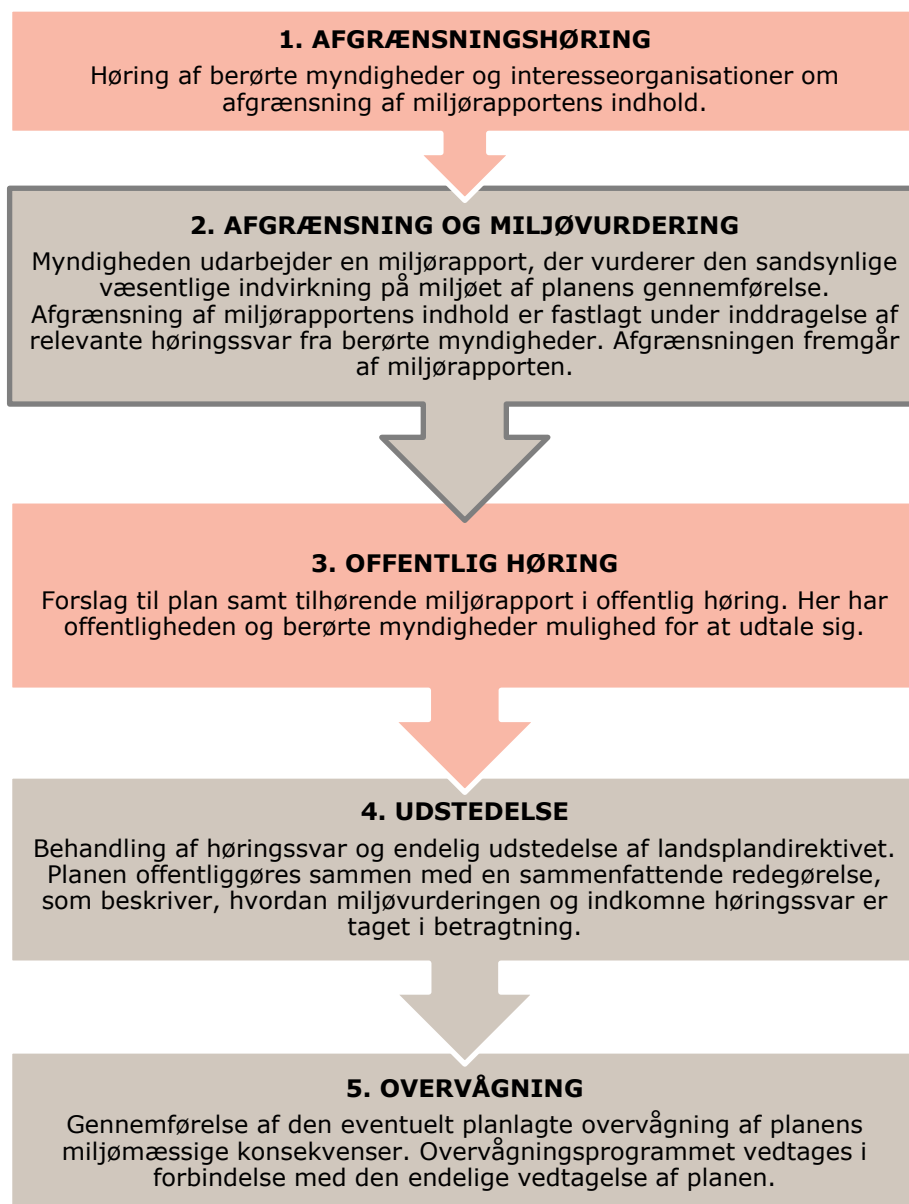 1. AFGRÆNSNINGSHØRING
Høring af berørte myndigheder og interesseorganisationer om
afgrænsning af miljørapportens indhold.
2. AFGRÆNSNING OG MILJØVURDERING
Myndigheden udarbejder en miljørapport, der vurderer den sandsynlige
væsentlige indvirkning på miljøet af planens gennemførelse.
Afgrænsning af miljørapportens indhold er fastlagt under inddragelse af
relevante høringssvar fra berørte myndigheder. Afgrænsningen fremgår
af miljørapporten.
3. OFFENTLIG HØRING
Forslag til plan samt tilhørende miljørapport i offentlig høring. Her har
offentligheden og berørte myndigheder mulighed for at udtale sig.
4. UDSTEDELSE
Behandling af høringssvar og endelig udstedelse af landsplandirektivet.
Planen offentliggøres sammen med en sammenfattende redegørelse,
som beskriver, hvordan miljøvurderingen og indkomne høringssvar er
taget i betragtning.
5. OVERVÅGNING
Gennemførelse af den eventuelt planlagte overvågning af planens
miljømæssige konsekvenser. Overvågningsprogrammet vedtages i
forbindelse med den endelige vedtagelse af planen.